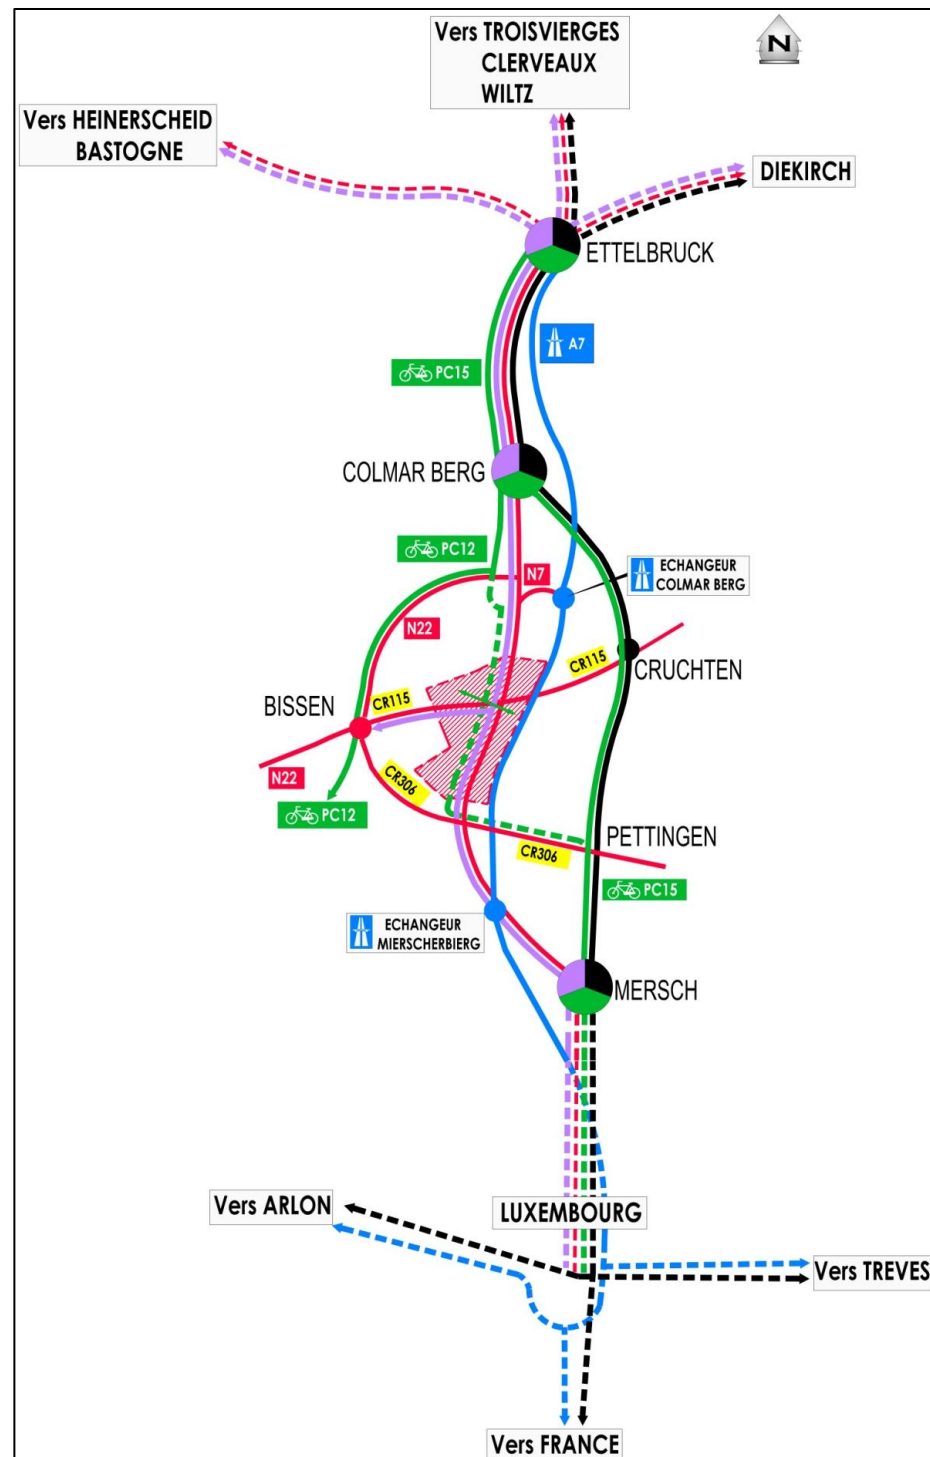 Vers TROISVIERGES
CLERVEAUX
WILTZ
N
Vers HEINERSCHEID
BASTOGNE
DIEKIRCH
ETTELBRUCK
A7
PC15
COLMAR BERG
PC12
N7
ECHANGEUR
COLMAR BERG
N22
CR115
CRUCHTEN
CR115
BISSEN
N22
CR306
PC12
PETTINGEN
CR306
PC15
ECHANGEUR
MIERSCHERBIERG
MERSCH
Vers ARLON
LUXEMBOURG
Vers TREVES
Vers FRANCE